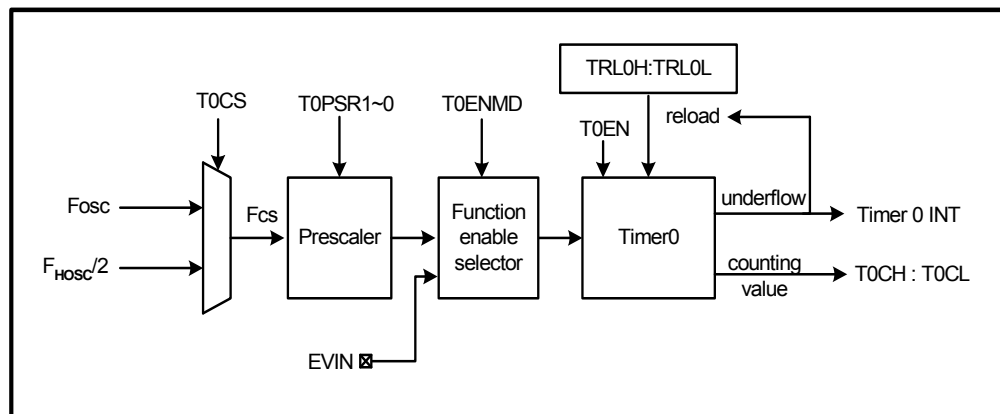 TRL0H:TRL0L
T0CS
T0PSR1~0
T0ENMD
T0EN
reload
Fosc
Fcs
Prescaler
Function
enable
selector
Timer0
underflow
Timer 0 INT
FHOSC/2
counting
value
T0CH : T0CL
EVIN